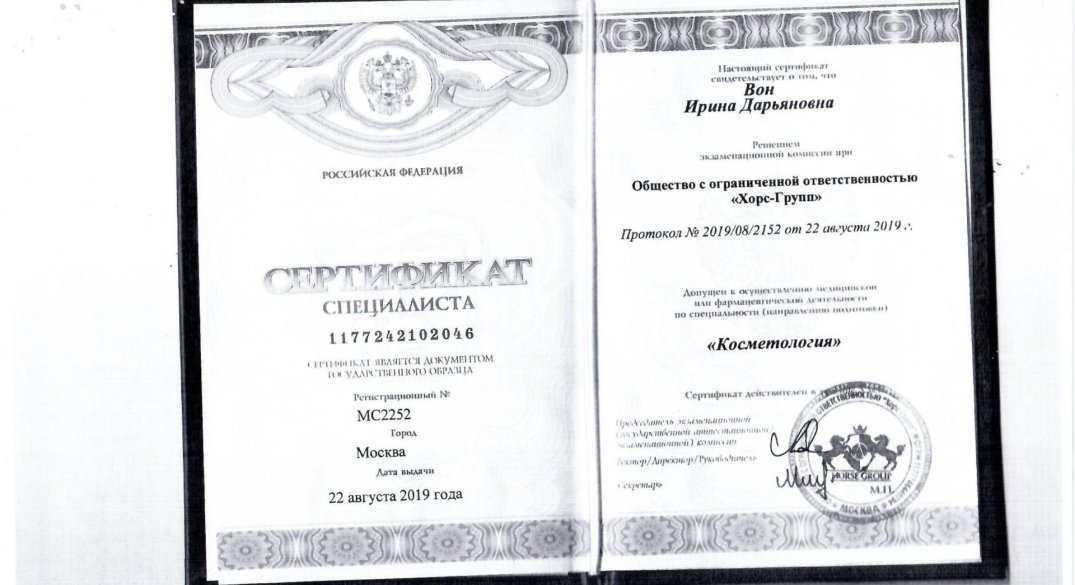 РОССИЙСКАЯ ФЕДЕРАЦИЯ
СЕРТИФИКАТ
СПЕЦИАЛИСТА
1177242102046
СЕРТИФИКАТ ЯВЛЯЕТСЯ ДОКУМЕНТОМ
ГОСУДАРСТВЕННОГО ОБРАЗЦА
Регистрационный №
МС2252
Город
Москва
Дата выдачи
22 августа 2019 года
Настоящий сертификат
свидетельствует о том, что
Вон
Ирина Дарьяновна
Решением
экзаменационной комиссии при
Общество с ограниченной ответственностью
«Хорс-Групп»
Протокол № 2019/08/2152 от 22 августа 2019 г.
Допущен к осуществлению медицинской
или фармацевтической деятельности
по специальности (направлению подготовки)
«Косметология»
Сертификат действителен в
Председатель экзаменационной
(государственной аттестационной/
экзаменационной) комиссии
Ректор/Директор/Руководитель
Секретарь
М.П.
ОТВЕТСТВЕННОСТЬЮ "Хорс
HORSE GROUP
МОСКВА